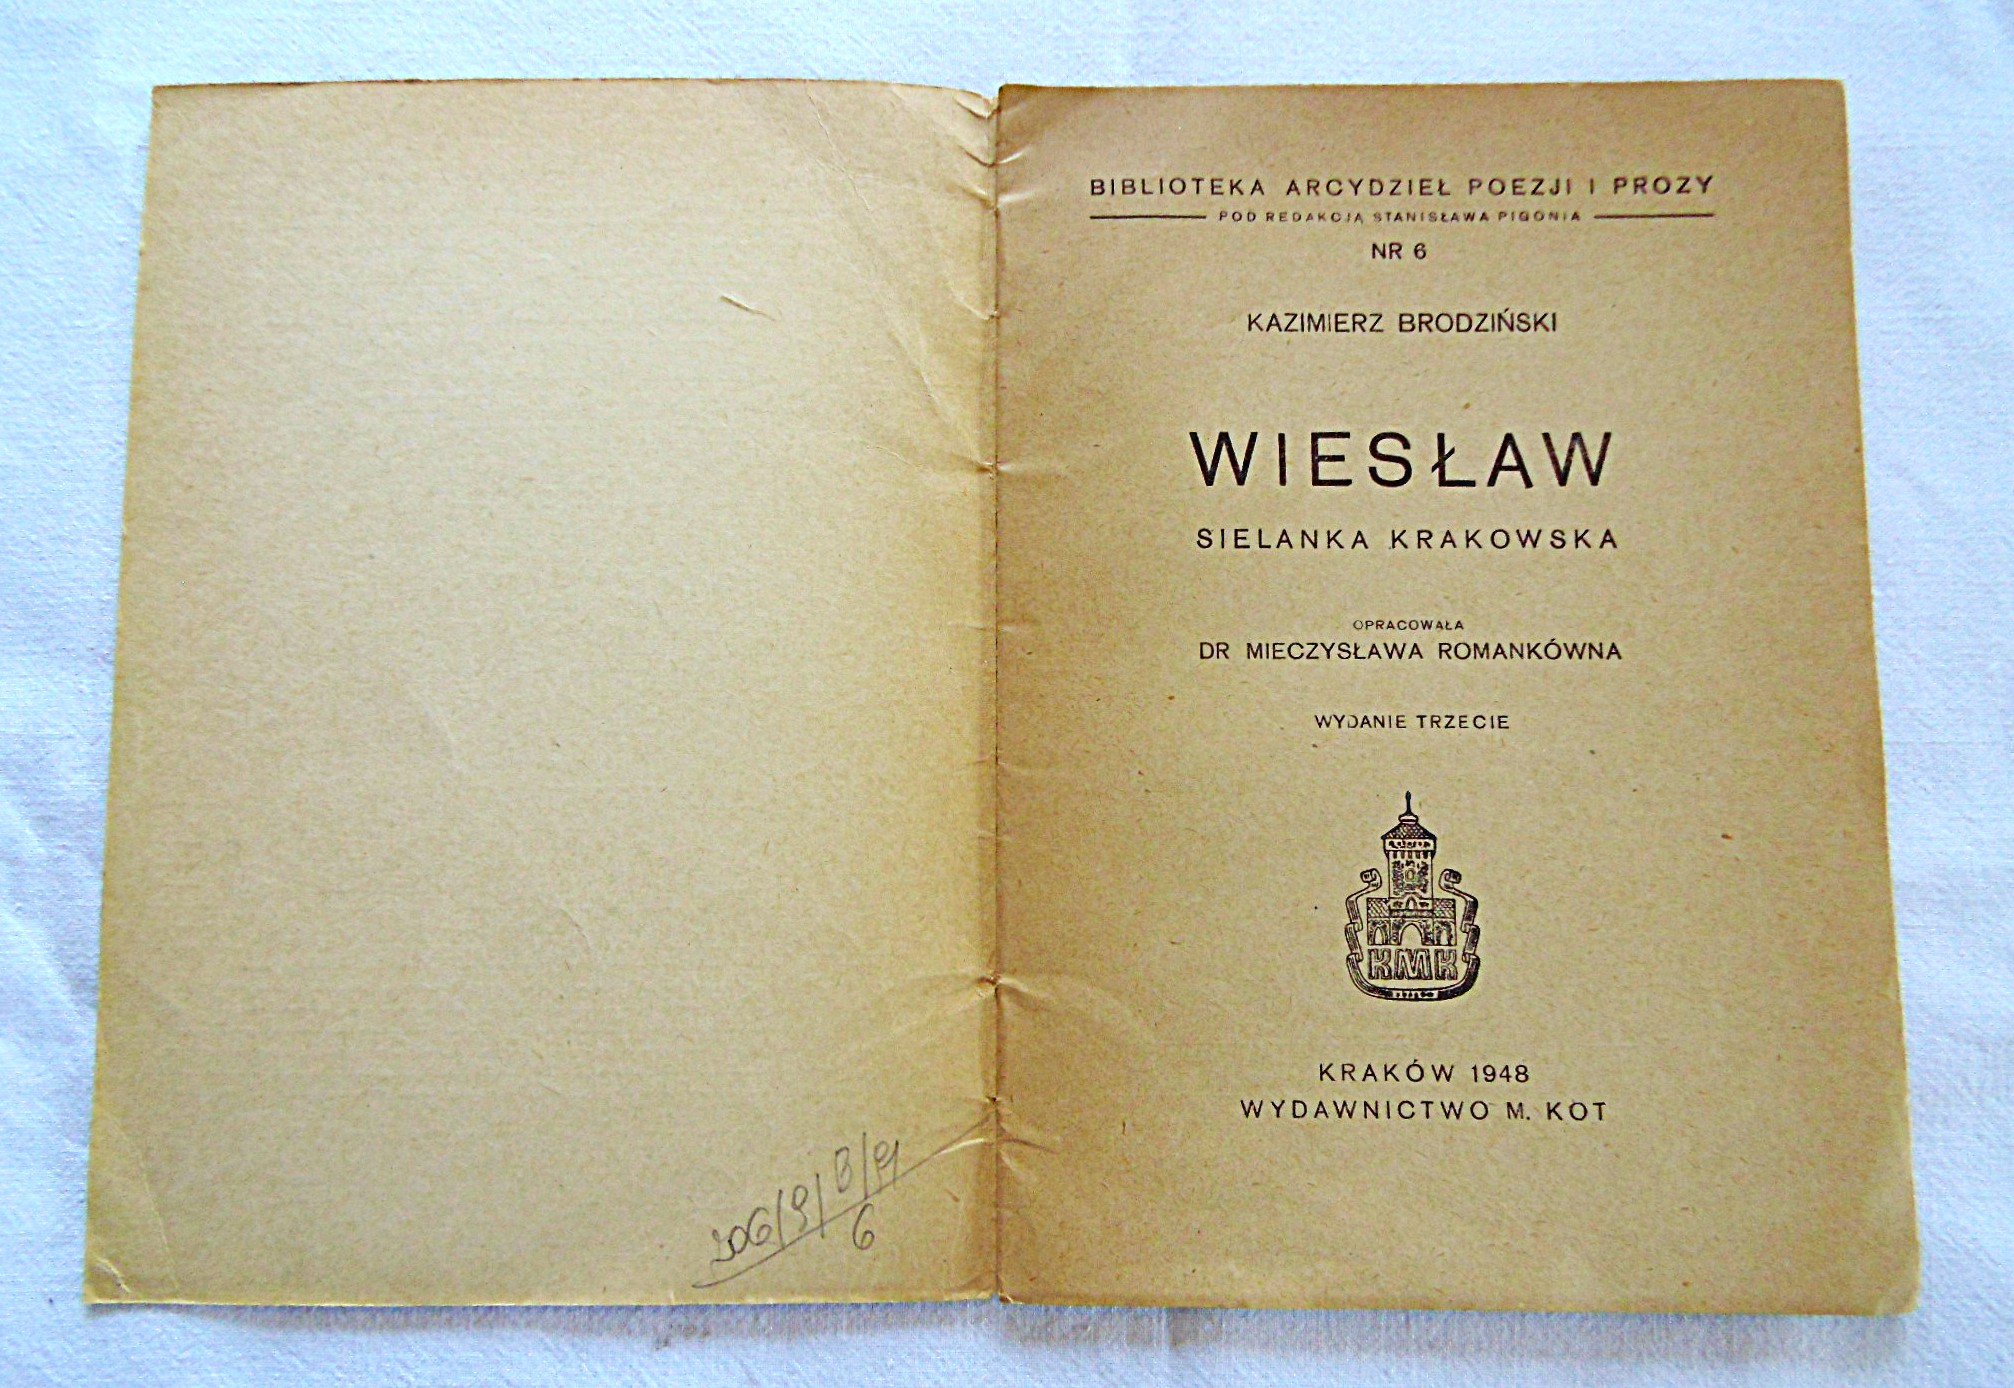 BIBLIOTEKA ARCYDZIEŁ POEZJI I PROZY
POD REDAKCJĄ STANISŁAWA PIGONIA
NR 6
KAZIMIERZ BRODZIŃSKI
WIESŁAW
SIELANKA KRAKOWSKA
OPRACOWAŁA
DR MIECZYSŁAWA ROMANKÓWNA
WYDANIE TRZECIE
KMK
KRAKÓW 1948
WYDAWNICTWO M. KOT
6